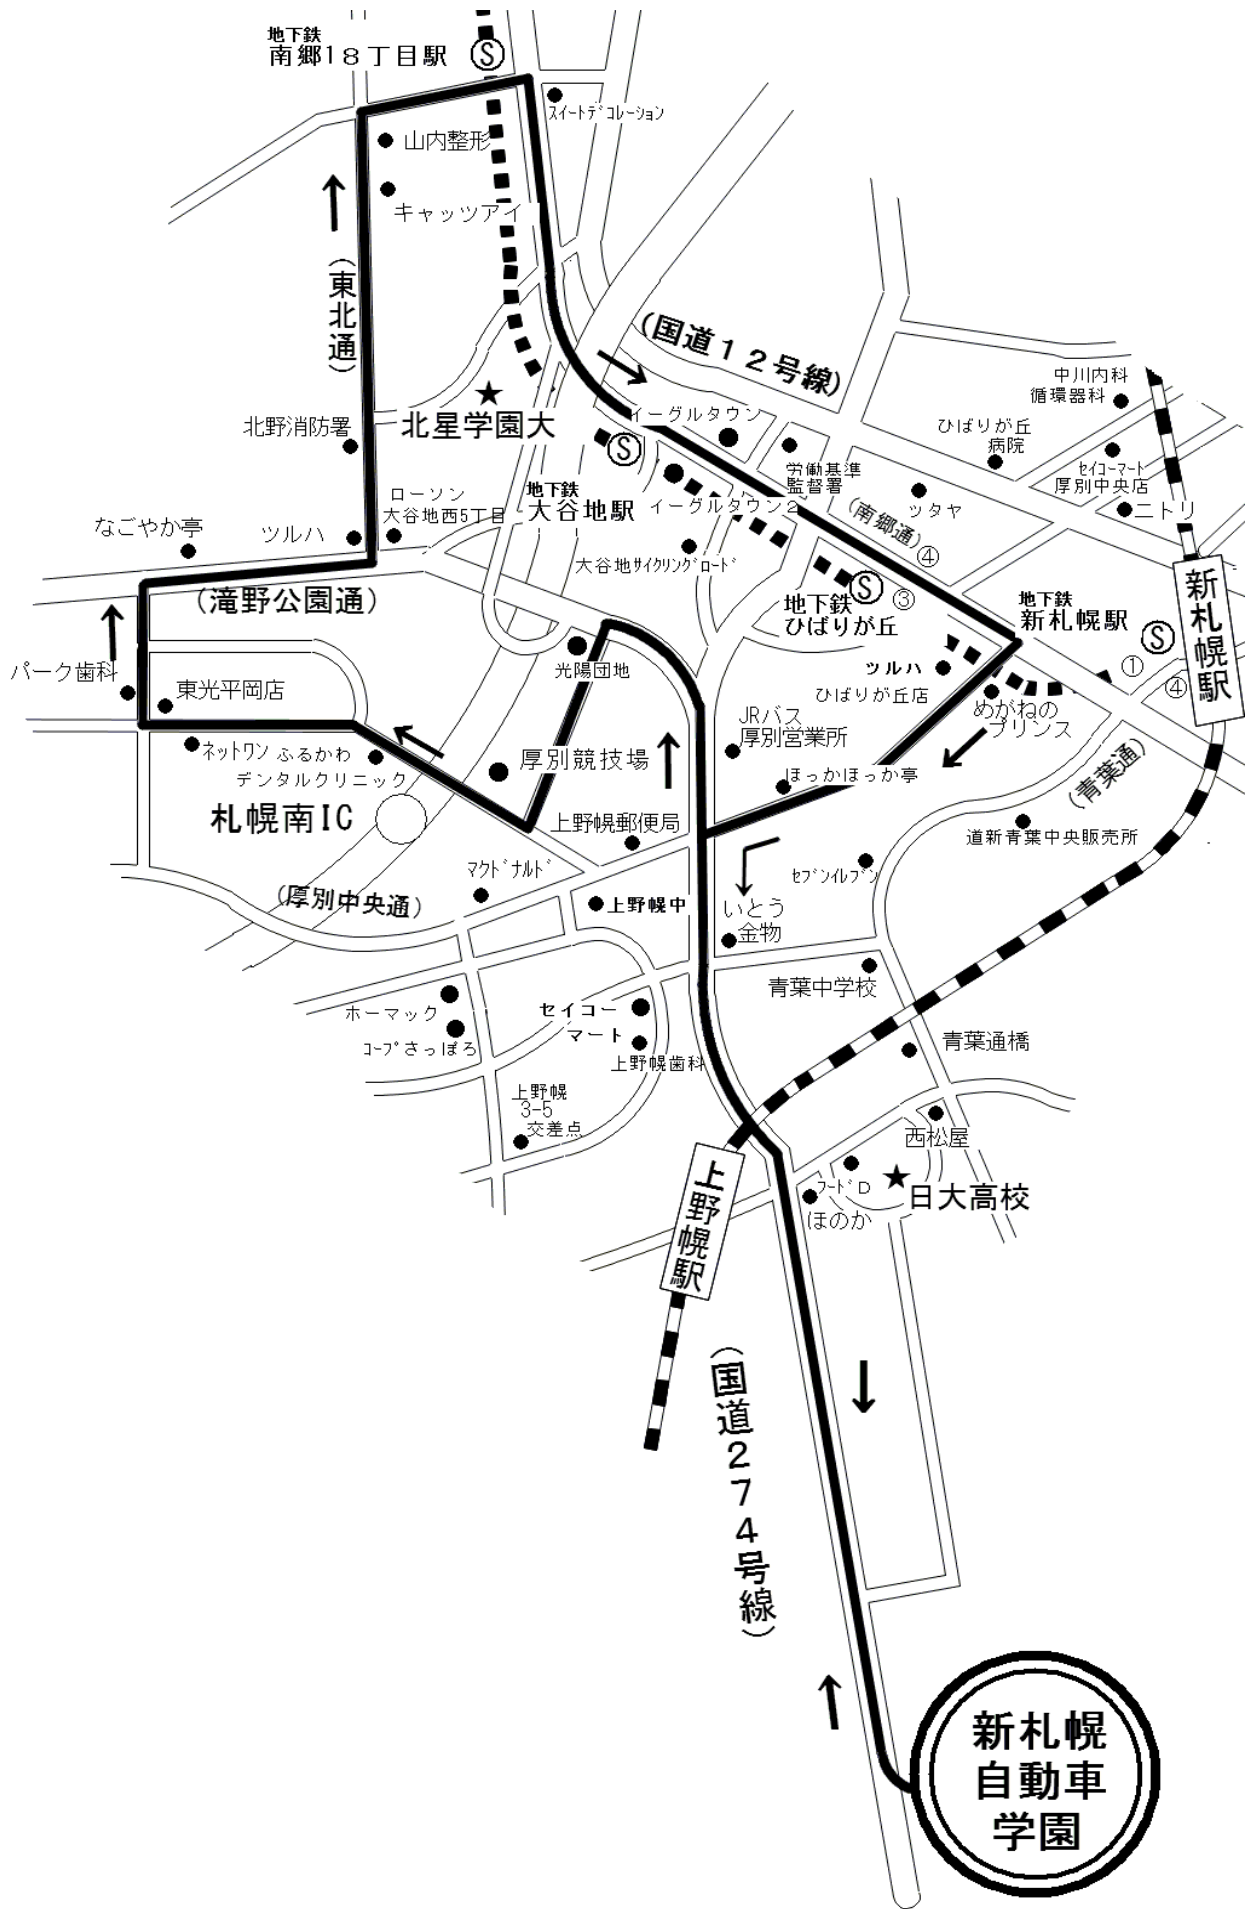 地下鉄
南郷18丁目駅
Ⓢ
スイートデコレーション
山内整形
キャッツアイ
(東北通)
(国道12号線)
中川内科
循環器科
北星学園大
イーグルタウン
ひばりが丘
病院
北野消防署
Ⓢ
労働基準
監督署
セイコーマート
厚別中央店
ローソン
大谷地西5丁目
地下鉄
大谷地駅
イーグルタウン2
(南郷通)
ツタヤ
ニトリ
なごやか亭
ツルハ
④
大谷地サイクリングロード
Ⓢ
③
新札幌駅
(滝野公園通)
地下鉄
ひばりが丘
地下鉄
新札幌駅
Ⓢ
①
④
光陽団地
パーク歯科
東光平岡店
ツルハ
ひばりが丘店
めがねの
プリンス
JRバス
厚別営業所
ネットワン
ふるかわ
デンタルクリニック
厚別競技場
ほっかほっか亭
(青葉通)
札幌南IC
上野幌郵便局
道新青葉中央販売所
マクドナルド
セブンイレブン
(厚別中央通)
上野幌中
いとう
金物
青葉中学校
ホーマック
セイコー
マート
コープさっぽろ
上野幌歯科
青葉通橋
上野幌
3-5
交差点
西松屋
上野幌駅
フードD
日大高校
ほのか
(国道274号線)
新札幌
自動車
学園